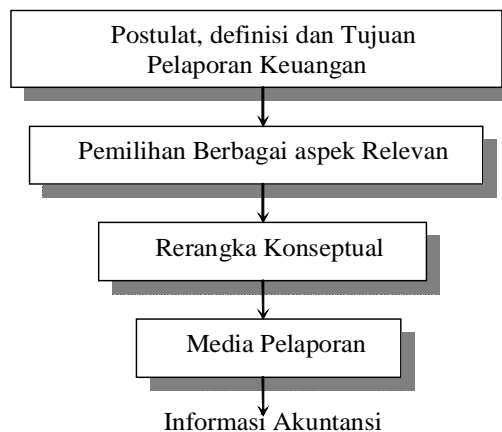 Postulat, definisi dan Tujuan
Pelaporan Keuangan
Pemilihan Berbagai aspek Relevan
Rerangka Konseptual
Media Pelaporan
Informasi Akuntansi